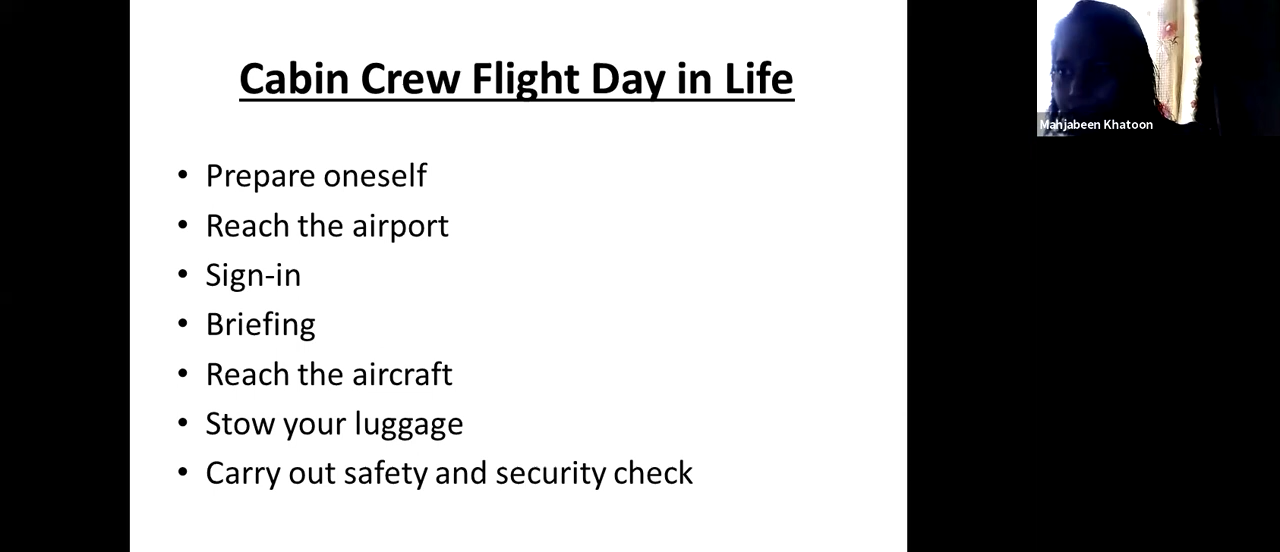 Cabin Crew Flight Day in Life
• Prepare oneself
• Reach the airport
• Sign-in
• Briefing
• Reach the aircraft
• Stow your luggage
• Carry out safety and security check
Mahjabeen Khatoon